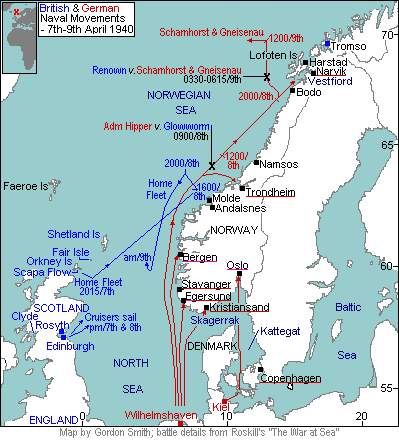 British & German
Naval Movements
- 7th-9th April 1940
Scharnhorst & Gneisenau
1200/9th
Tromso
70
Lofoten Is
Renown v. Scharnhorst & Gneisenau
Harstad
Narvik
0330-0615/9th
Vestfiord
NORWEGIAN
SEA
2000/8th
Bodo
Adm Hipper v. Glowworm
0900/8th
65
2000/8th
1200/
8th
Namsos
Home
Fleet
1600/
8th
Trondheim
Faeroe Is
Molde
Andalsnes
Shetland Is
NORWAY
Fair Isle
Orkney Is
Scapa Flow
am/9th
Bergen
Oslo
60
Home Fleet
2015/7th
Stavanger
Egersund
Kristiansand
SCOTLAND
Clyde
Rosyth
Cruisers sail
pm/7th & 8th
Skagerrak
Baltic
Sea
Edinburgh
Kattegat
DENMARK
NORTH
SEA
Copenhagen
55
Wilhelmshaven
Kiel
ENGLAND
0
10
20
Map by Gordon Smith; battle details from Roskill's "The War at Sea"